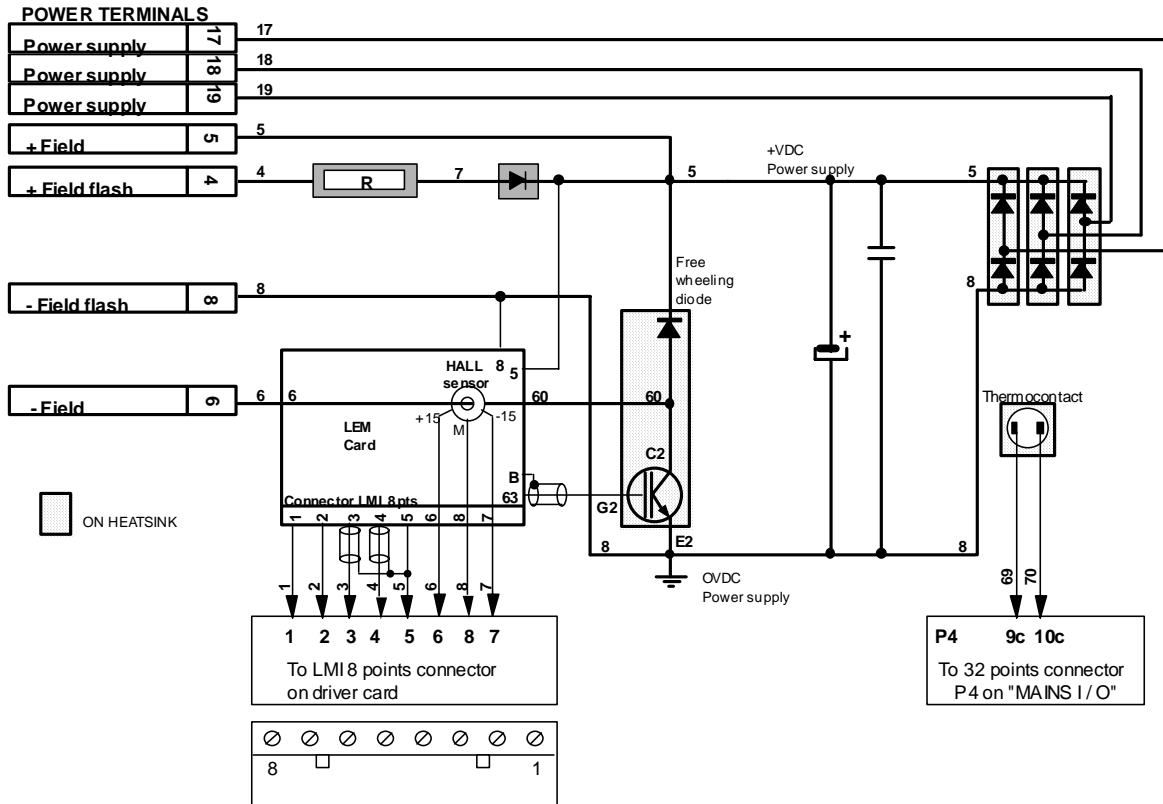 POWER TERMINALS
Power supply 17 17
Power supply 18 18
Power supply 19 19
+ Field 5 5
+ Field flash 4 4 R 7 5
+VDC
Power supply
5
Free
wheeling
diode
- Field flash 8 8
8
HALL
sensor
8
5
- Field 6 6 6 60 60
+15 M -15
LEM
Card
Thermocontact
C2
B
63
G2
E2
Connector LMI 8 pts
1 2 3 4 5 6 8 7
ON HEATSINK
8
8
OVDC
Power supply
1 2 3 4 5 6 8 7
69 70
1 2 3 4 5 6 8 7
To LMI 8 points connector
on driver card
P4 9c 10c
To 32 points connector
P4 on "MAINS I / O"
+
8 1